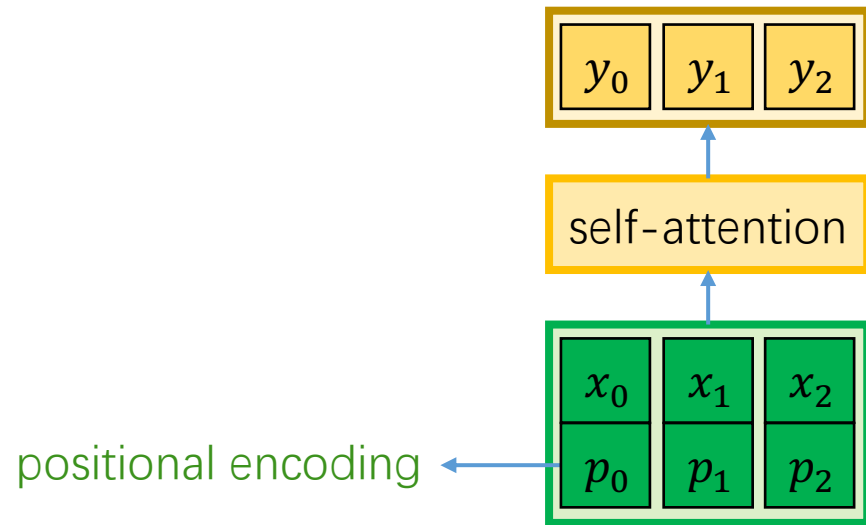 y₀ y₁ y₂
self-attention
x₀ x₁ x₂
positional encoding
p₀ p₁ p₂